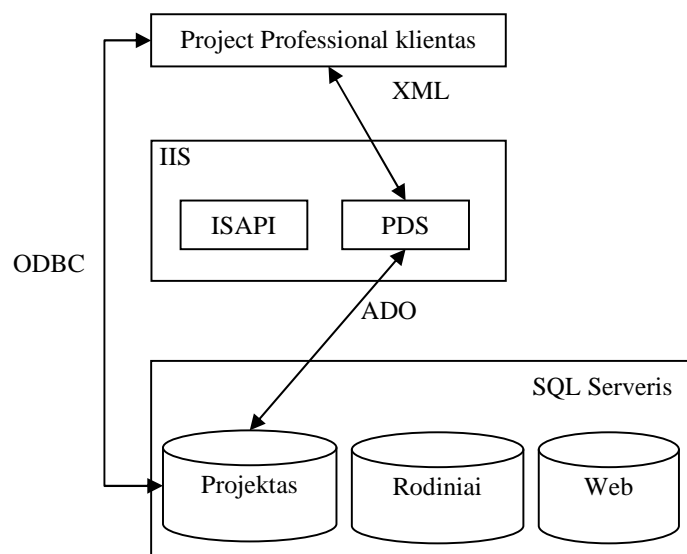 Project Professional klientas
XML
IIS
ISAPI
PDS
ODBC
ADO
SQL Serveris
Projektas
Rodiniai
Web